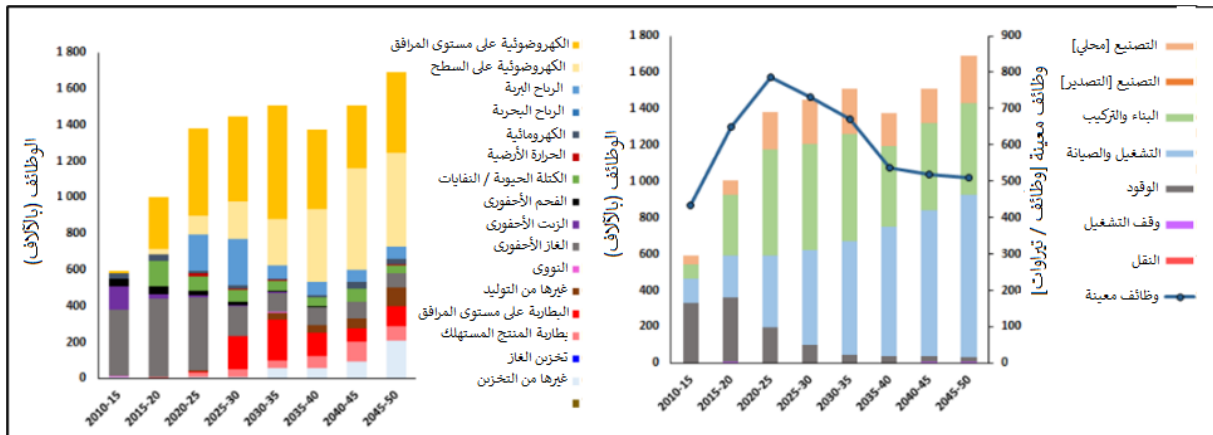 1 800
1 600
1 400
1 200
1 000
800
600
400
200
0
الوظائف (بالآلاف)
2010-15
2015-20
2020-25
2025-30
2030-35
2035-40
2040-45
2045-50
الكهروضوئية على مستوى المرافق
الكهروضوئية على السطح
الرباح البرية
الرباح البحرية
الكهرومائية
الحرارة الأرضية
الكتلة الحيوية / النفايات
الفحم الأحفورى
الزيت الأحفورى
الغاز الأحفورى
النووى
غيرها من التوليد
البطارية على مستوى المرافق
بطارية المنتج المستهلك
تخزين الغاز
غيرها من التخزين
1 800
1 600
1 400
1 200
1 000
800
600
400
200
0
الوظائف (بالآلاف)
2010-15
2015-20
2020-25
2025-30
2030-35
2035-40
2040-45
2045-50
900
800
700
600
500
400
300
200
100
0
وظائف معينة [وظائف / تيراوات]
التصنيع [محلي]
التصنيع [التصدير]
البناء والتركيب
التشغيل والصيانة
الوقود
وقف التشغيل
النقل
وظائف معينة